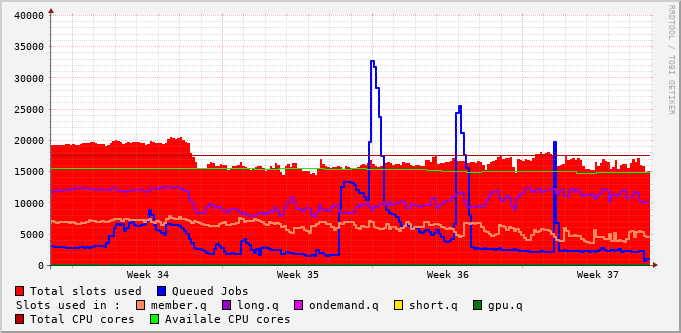 40000
35000
30000
25000
20000
15000
10000
5000
0
Week 34 Week 35 Week 36 Week 37
RRDTOOL / TOBI OETIKER
Total slots used Queued Jobs
Slots used in : member.q long.q ondemand.q short.q gpu.q
Total CPU cores Availale CPU cores